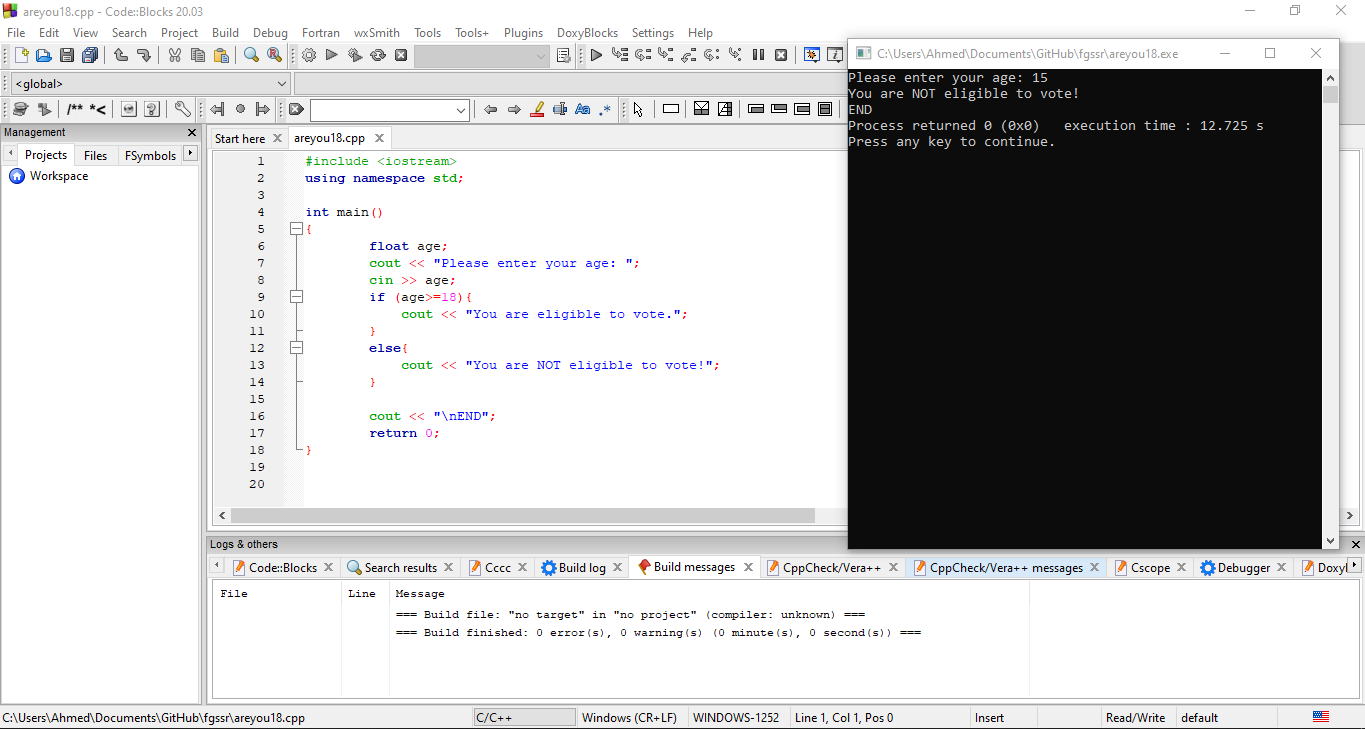 areyou18.cpp - Code::Blocks 20.03
File Edit View Search Project Build Debug Fortran wxSmith Tools Tools+ Plugins DoxyBlocks Settings Help
<global>
/** *<
Aa .*
Management
Projects Files FSymbols
Workspace
Start here areyou18.cpp
1 #include <iostream>
2 using namespace std;
3
4 int main()
5 {
6 float age;
7 cout << "Please enter your age: ";
8 cin >> age;
9 if (age>=18){
10 cout << "You are eligible to vote.";
11 }
12 else{
13 cout << "You are NOT eligible to vote!";
14 }
15
16 cout << "\nEND";
17 return 0;
18 }
19
20
C:\Users\Ahmed\Documents\GitHub\fgssr\areyou18.exe
Please enter your age: 15
You are NOT eligible to vote!
END
Process returned 0 (0x0)   execution time : 12.725 s
Press any key to continue.
Logs & others
Code::Blocks Search results Cccc Build log Build messages CppCheck/Vera++ CppCheck/Vera++ messages Cscope Debugger Doxyl
File Line Message
=== Build file: "no target" in "no project" (compiler: unknown) ===
=== Build finished: 0 error(s), 0 warning(s) (0 minute(s), 0 second(s)) ===
C:\Users\Ahmed\Documents\GitHub\fgssr\areyou18.cpp C/C++ Windows (CR+LF) WINDOWS-1252 Line 1, Col 1, Pos 0 Insert Read/Write default